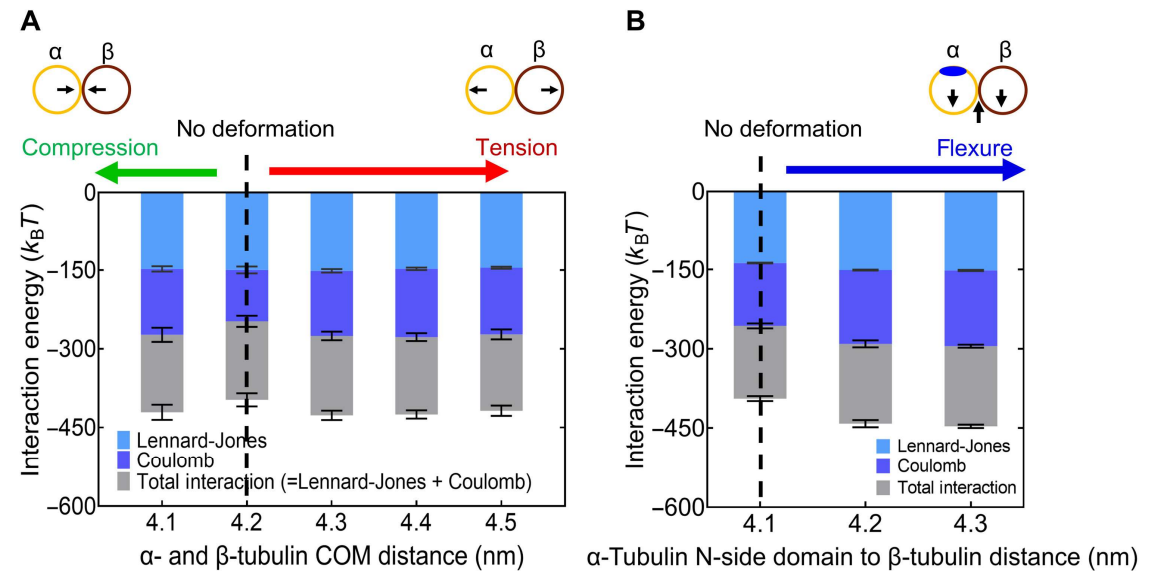 A
α
β
α
β
No deformation
Compression
Tension
Interaction energy (kBT)
0
−150
−300
−450
−600
Lennard-Jones
Coulomb
Total interaction (=Lennard-Jones + Coulomb)
4.1
4.2
4.3
4.4
4.5
α- and β-tubulin COM distance (nm)
B
α
β
No deformation
Flexure
Interaction energy (kBT)
0
−150
−300
−450
−600
Lennard-Jones
Coulomb
Total interaction
4.1
4.2
4.3
α-Tubulin N-side domain to β-tubulin distance (nm)